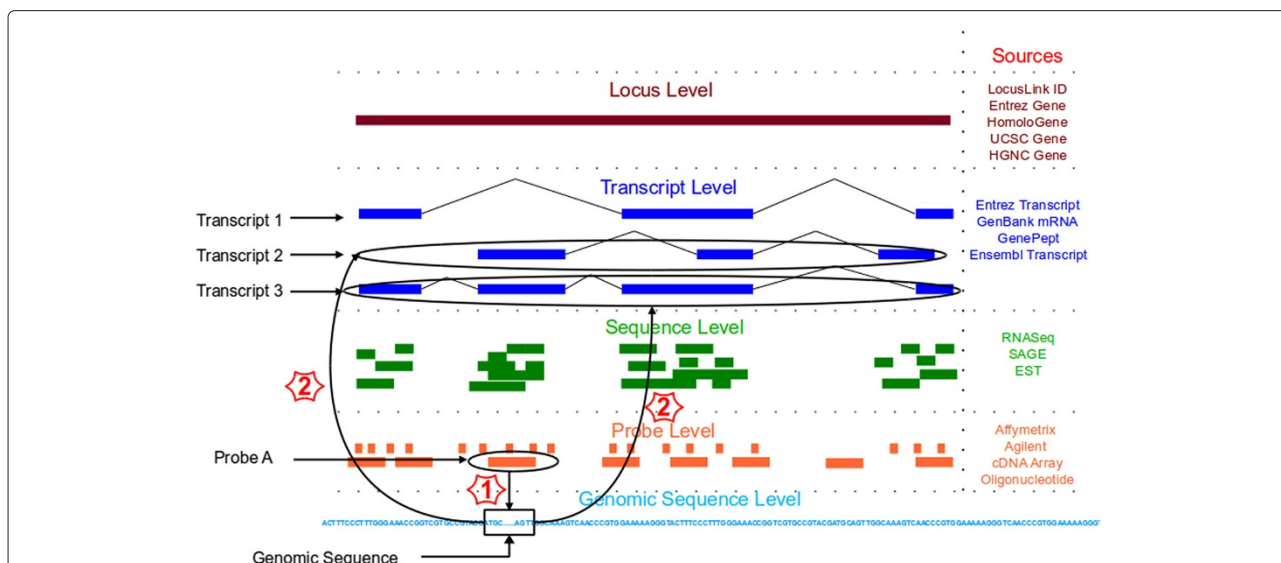 Sources
Locus Level
LocusLink ID
Entrez Gene
HomoloGene
UCSC Gene
HGNC Gene
Transcript Level
Transcript 1
Transcript 2
Transcript 3
Entrez Transcript
GenBank mRNA
GenePept
Ensembl Transcript
Sequence Level
RNASeq
SAGE
EST
2
2
Probe Level
Probe A
Affymetrix
Agilent
cDNA Array
Oligonucleotide
1
Genomic Sequence Level
Genomic Sequence